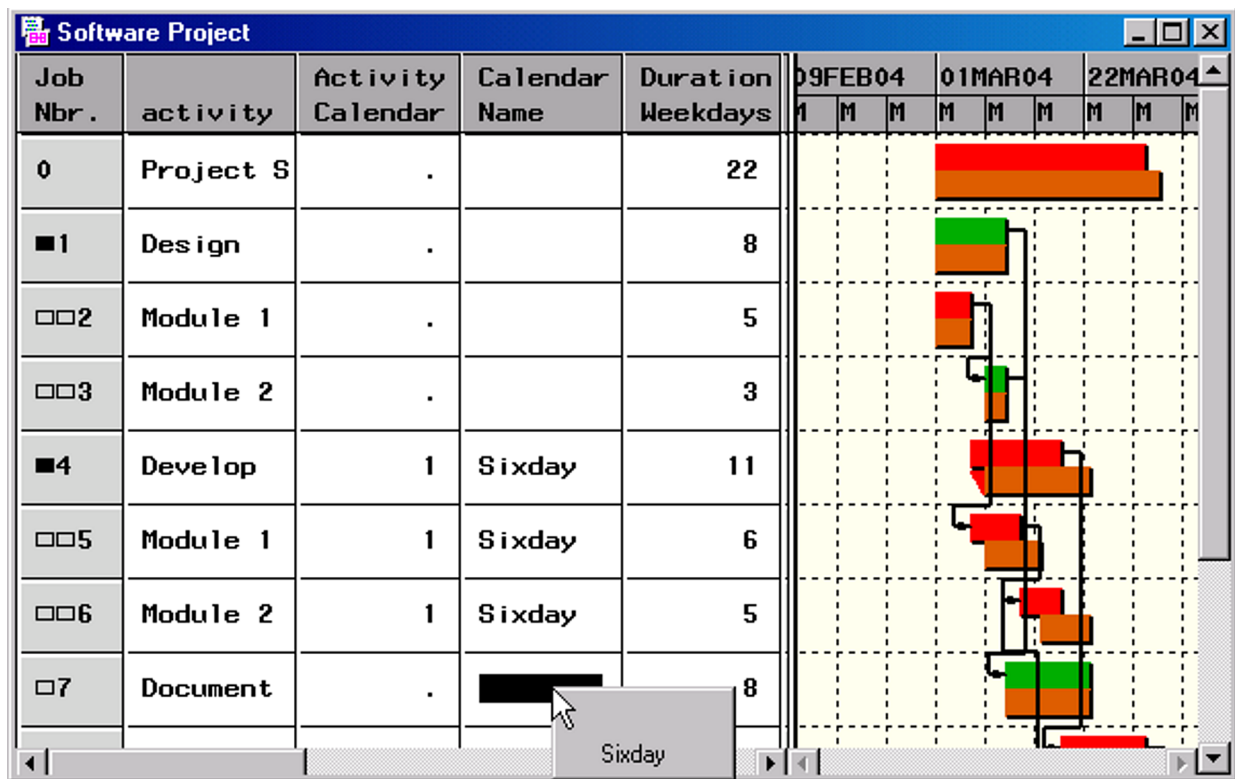 Software Project
Job Nbr. activity Activity Calendar Calendar Name Duration Weekdays 09FEB04 01MAR04 22MAR04
M M M M M M M M
0 Project S . 22
1 Design . 8
2 Module 1 . 5
3 Module 2 . 3
4 Develop 1 Sixday 11
5 Module 1 1 Sixday 6
6 Module 2 1 Sixday 5
7 Document . 8
Sixday